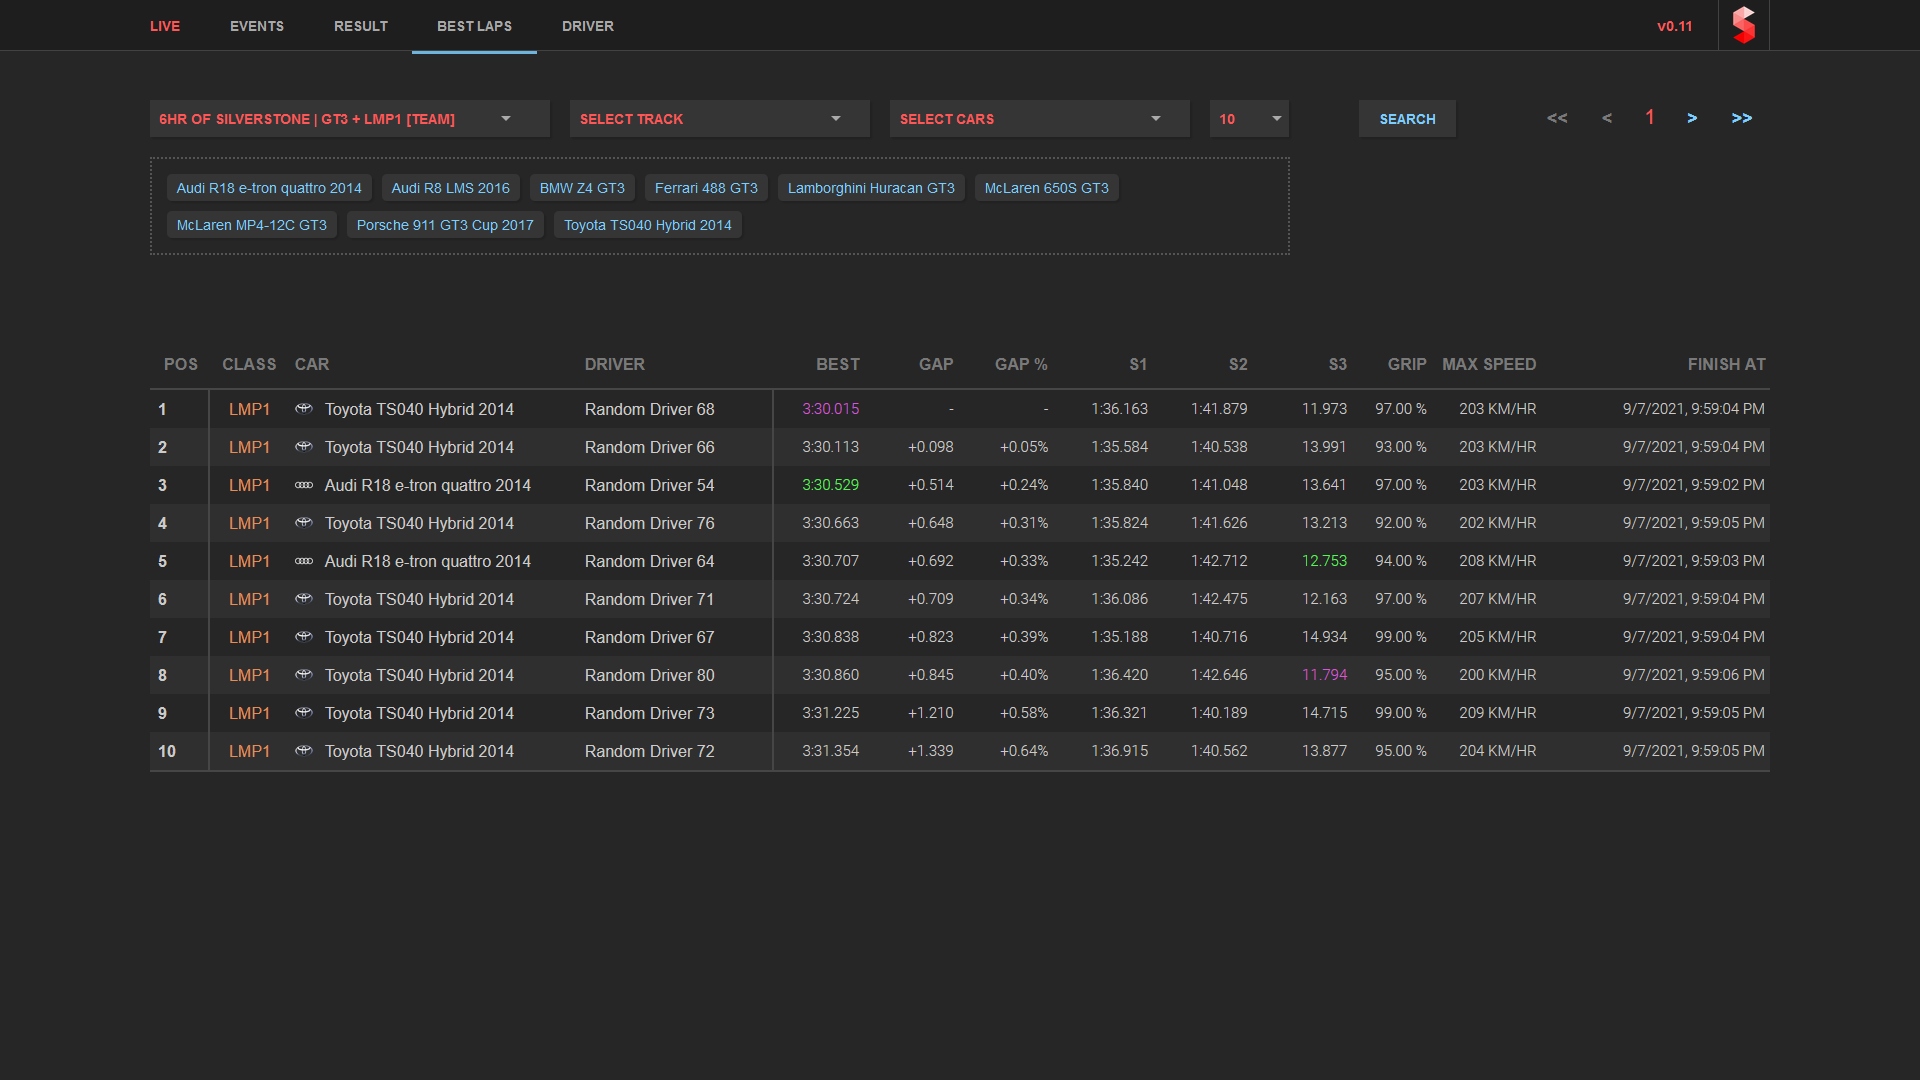 LIVE EVENTS RESULT BEST LAPS DRIVER v0.11
6HR OF SILVERSTONE | GT3 + LMP1 [TEAM] SELECT TRACK SELECT CARS 10 SEARCH << < 1 > >>
Audi R18 e-tron quattro 2014 Audi R8 LMS 2016 BMW Z4 GT3 Ferrari 488 GT3 Lamborghini Huracan GT3 McLaren 650S GT3
McLaren MP4-12C GT3 Porsche 911 GT3 Cup 2017 Toyota TS040 Hybrid 2014
POS CLASS CAR DRIVER BEST GAP GAP % S1 S2 S3 GRIP MAX SPEED FINISH AT
1 LMP1 Toyota TS040 Hybrid 2014 Random Driver 68 3:30.015 - - 1:36.163 1:41.879 11.973 97.00 % 203 KM/HR 9/7/2021, 9:59:04 PM
2 LMP1 Toyota TS040 Hybrid 2014 Random Driver 66 3:30.113 +0.098 +0.05% 1:35.584 1:40.538 13.991 93.00 % 203 KM/HR 9/7/2021, 9:59:04 PM
3 LMP1 Audi R18 e-tron quattro 2014 Random Driver 54 3:30.529 +0.514 +0.24% 1:35.840 1:41.048 13.641 97.00 % 203 KM/HR 9/7/2021, 9:59:02 PM
4 LMP1 Toyota TS040 Hybrid 2014 Random Driver 76 3:30.663 +0.648 +0.31% 1:35.824 1:41.626 13.213 92.00 % 202 KM/HR 9/7/2021, 9:59:05 PM
5 LMP1 Audi R18 e-tron quattro 2014 Random Driver 64 3:30.707 +0.692 +0.33% 1:35.242 1:42.712 12.753 94.00 % 208 KM/HR 9/7/2021, 9:59:03 PM
6 LMP1 Toyota TS040 Hybrid 2014 Random Driver 71 3:30.724 +0.709 +0.34% 1:36.086 1:42.475 12.163 97.00 % 207 KM/HR 9/7/2021, 9:59:04 PM
7 LMP1 Toyota TS040 Hybrid 2014 Random Driver 67 3:30.838 +0.823 +0.39% 1:35.188 1:40.716 14.934 99.00 % 205 KM/HR 9/7/2021, 9:59:04 PM
8 LMP1 Toyota TS040 Hybrid 2014 Random Driver 80 3:30.860 +0.845 +0.40% 1:36.420 1:42.646 11.794 95.00 % 200 KM/HR 9/7/2021, 9:59:06 PM
9 LMP1 Toyota TS040 Hybrid 2014 Random Driver 73 3:31.225 +1.210 +0.58% 1:36.321 1:40.189 14.715 99.00 % 209 KM/HR 9/7/2021, 9:59:05 PM
10 LMP1 Toyota TS040 Hybrid 2014 Random Driver 72 3:31.354 +1.339 +0.64% 1:36.915 1:40.562 13.877 95.00 % 204 KM/HR 9/7/2021, 9:59:05 PM